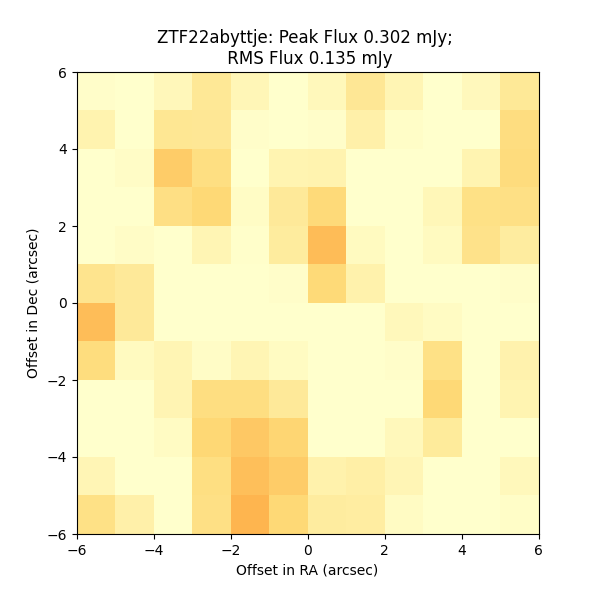 ZTF22abyttje: Peak Flux 0.302 mJy;
RMS Flux 0.135 mJy
6
4
2
0
−2
−4
−6
Offset in Dec (arcsec)
−6 −4 −2 0 2 4 6
Offset in RA (arcsec)